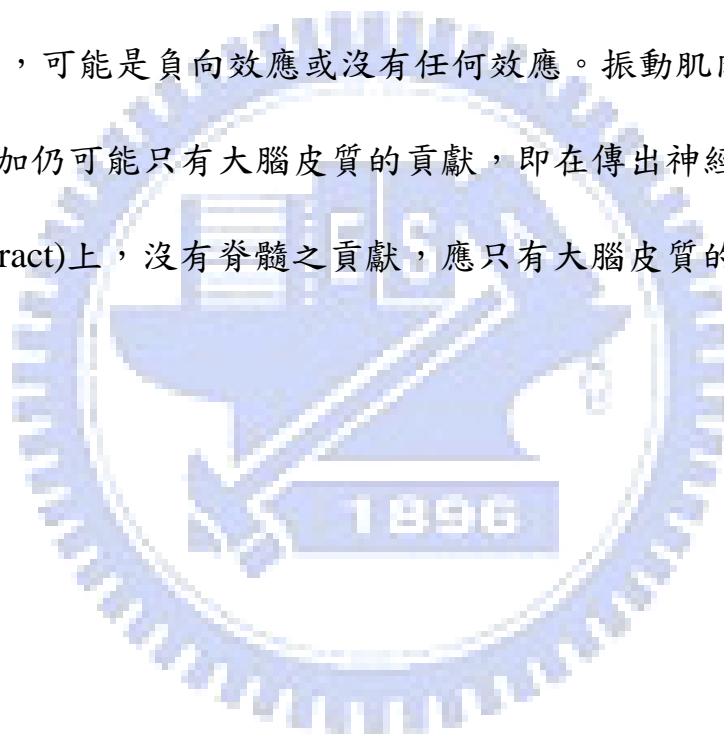 ，可能是負向效應或沒有任何效應。振動肌
加仍可能只有大腦皮質的貢獻，即在傳出神經
ract)上，沒有脊髓之貢獻，應只有大腦皮質的
E S
1896